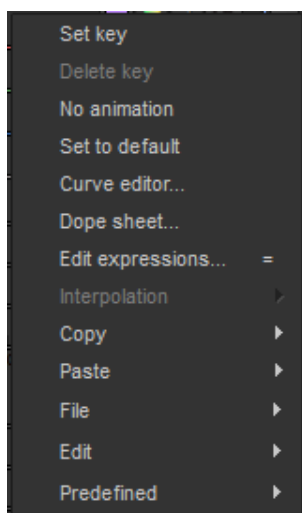 Set key
Delete key
No animation
Set to default
Curve editor...
Dope sheet...
Edit expressions... =
Interpolation
Copy
Paste
File
Edit
Predefined